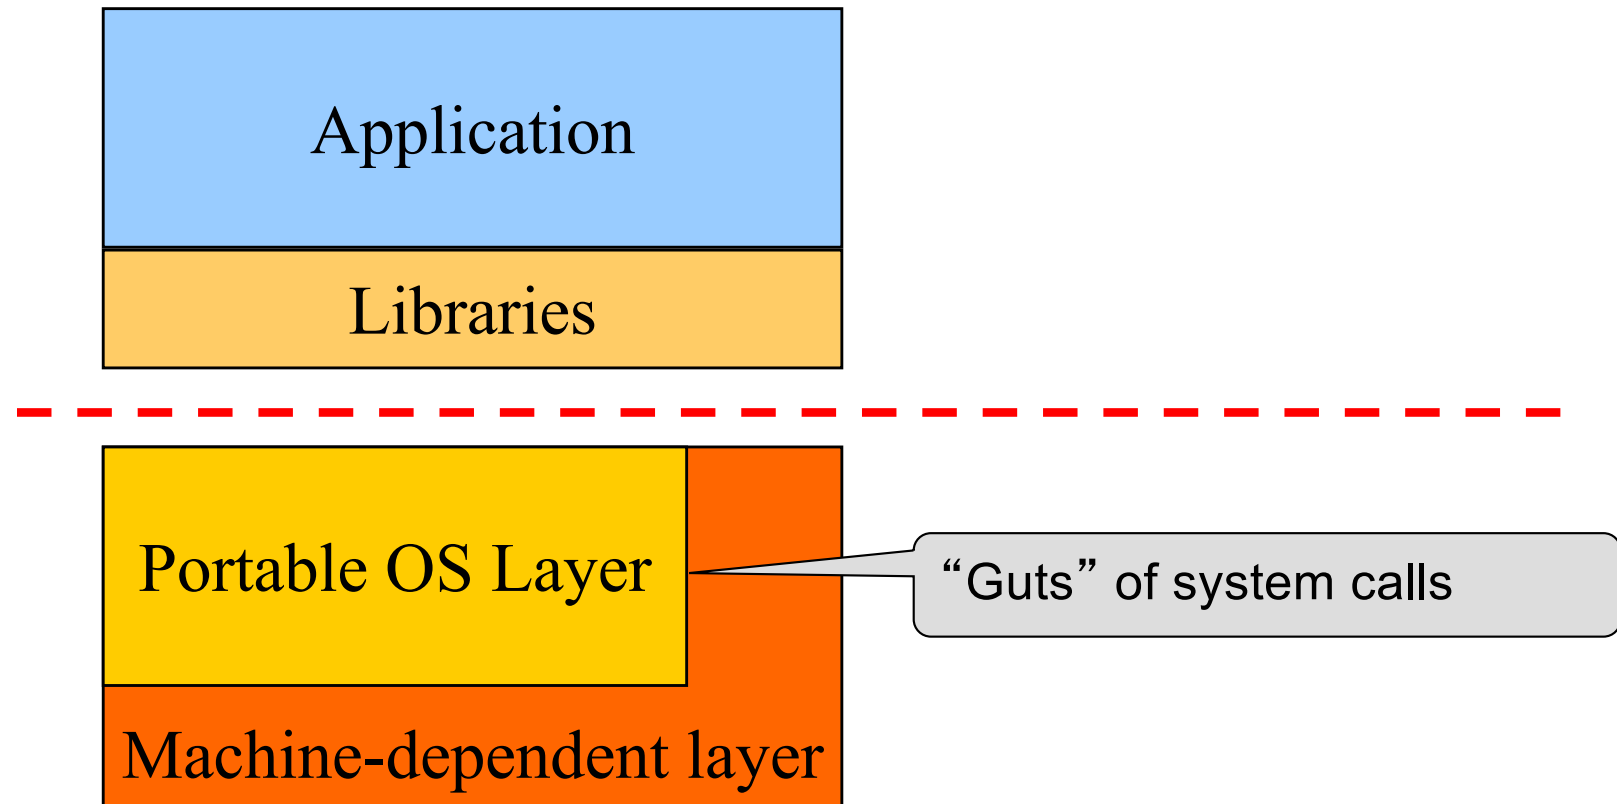 Application
Libraries
Portable OS Layer
“Guts” of system calls
Machine-dependent layer